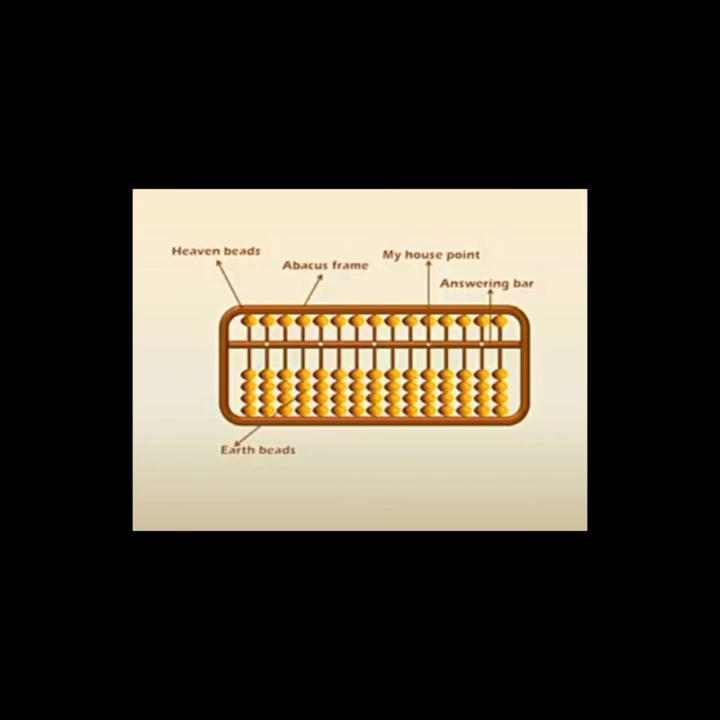 Heaven beads
Abacus frame
My house point
Answering bar
Earth beads